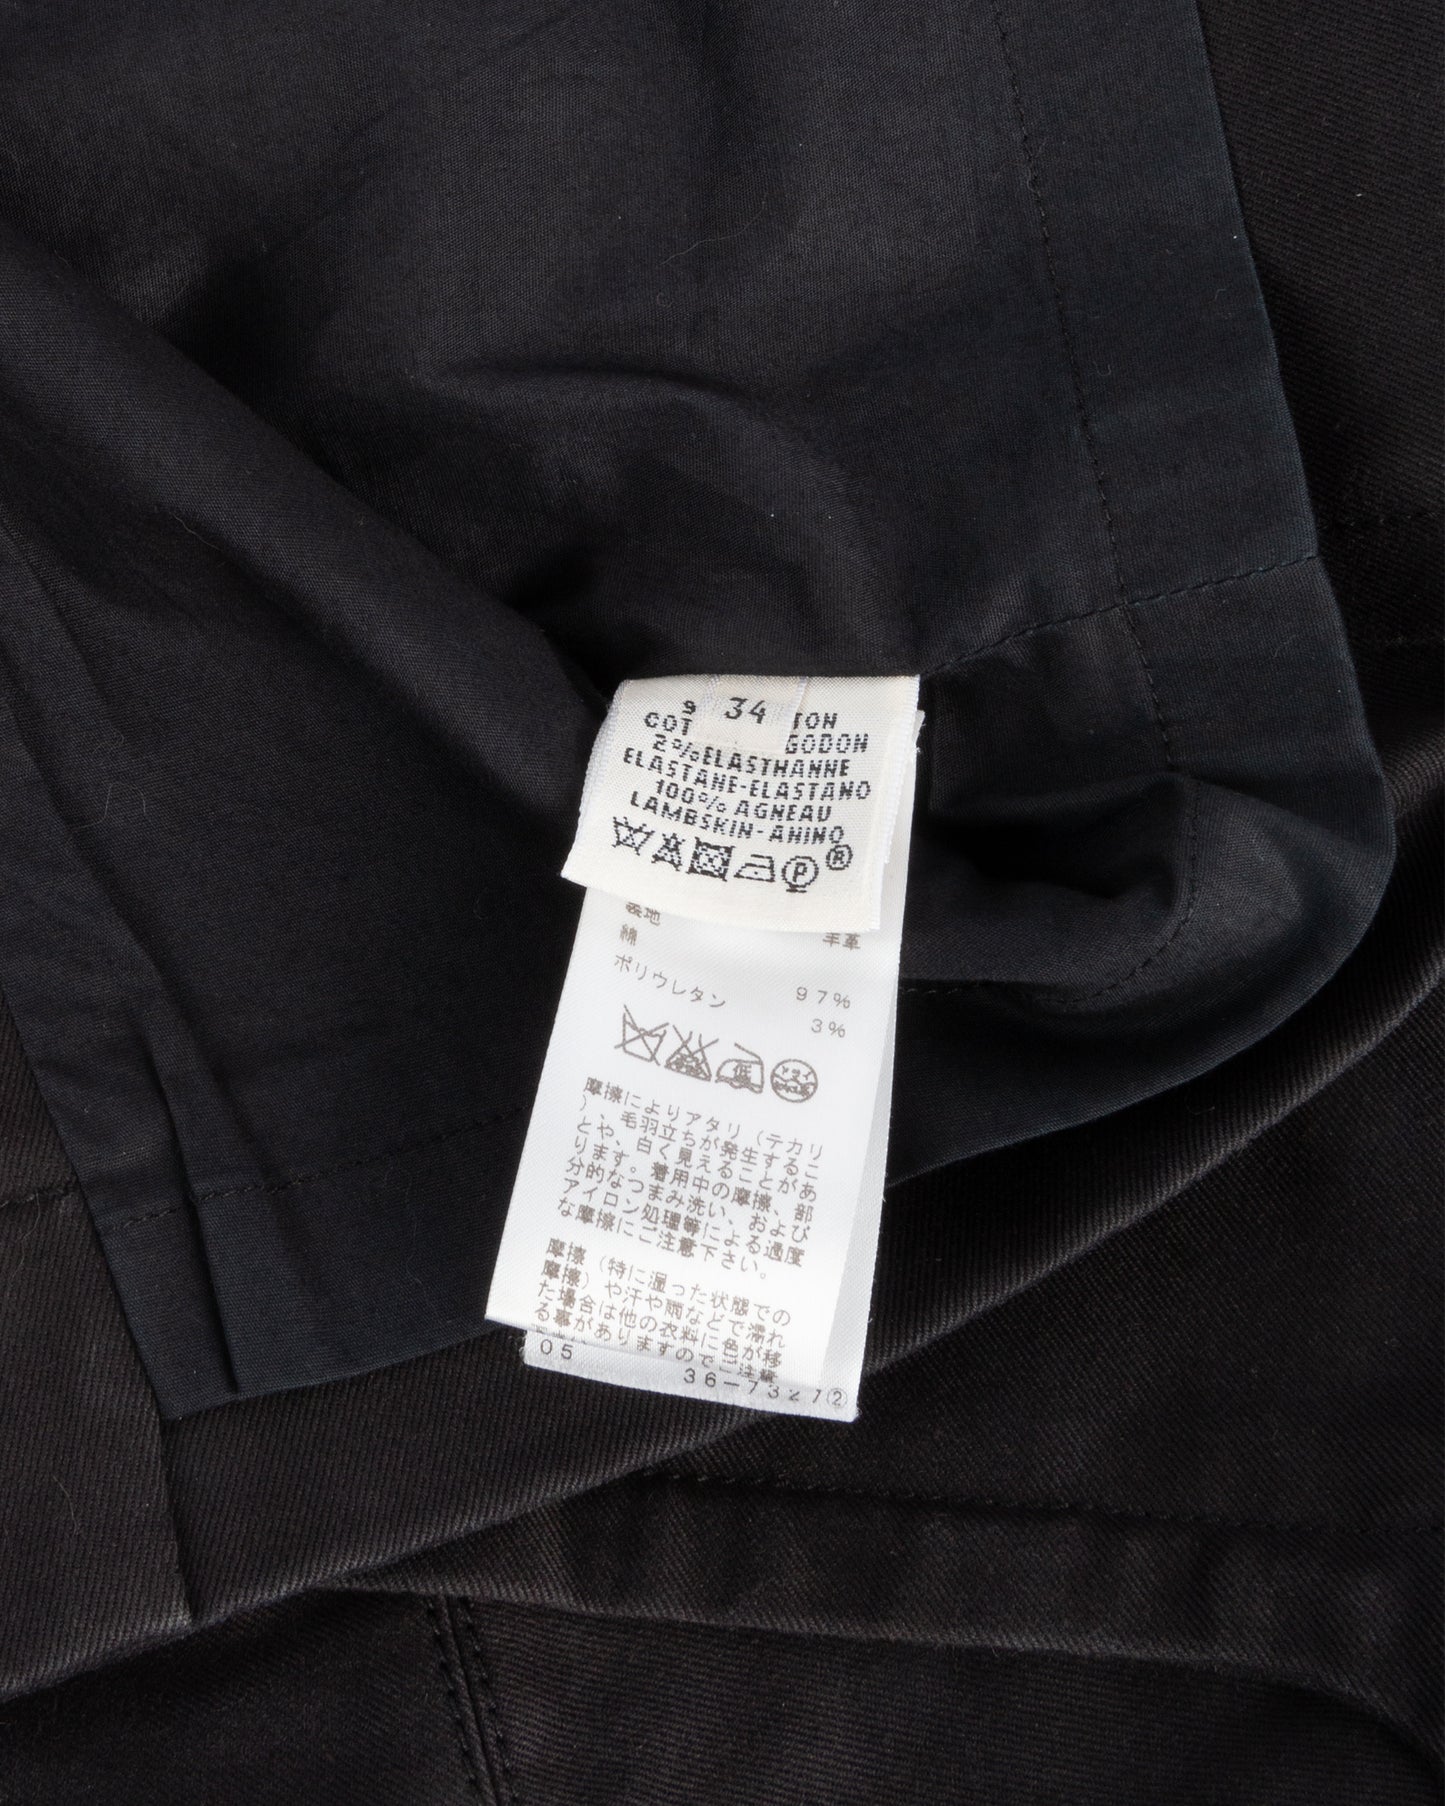 34
9 TON
COT GODON
2% ELASTHANNE
ELASTANE-ELASTANO
100% AGNEAU
LAMBSKIN-ANINO
P ®
表地 羊革
綿 97%
ポリウレタン 3%
低
摩擦によりアタリ(テカリ
)、毛羽立ちが発生するこ
とや、白く見えることがあ
ります。着用中の摩擦、部
分的なつまみ洗い、および
アイロン処理等による過度
な摩擦にご注意下さい。
摩擦(特に湿った状態での
摩擦)や汗や雨などで濡れ
た場合は他の衣料に色が移
る事がありますのでご注意
05 36-7327②